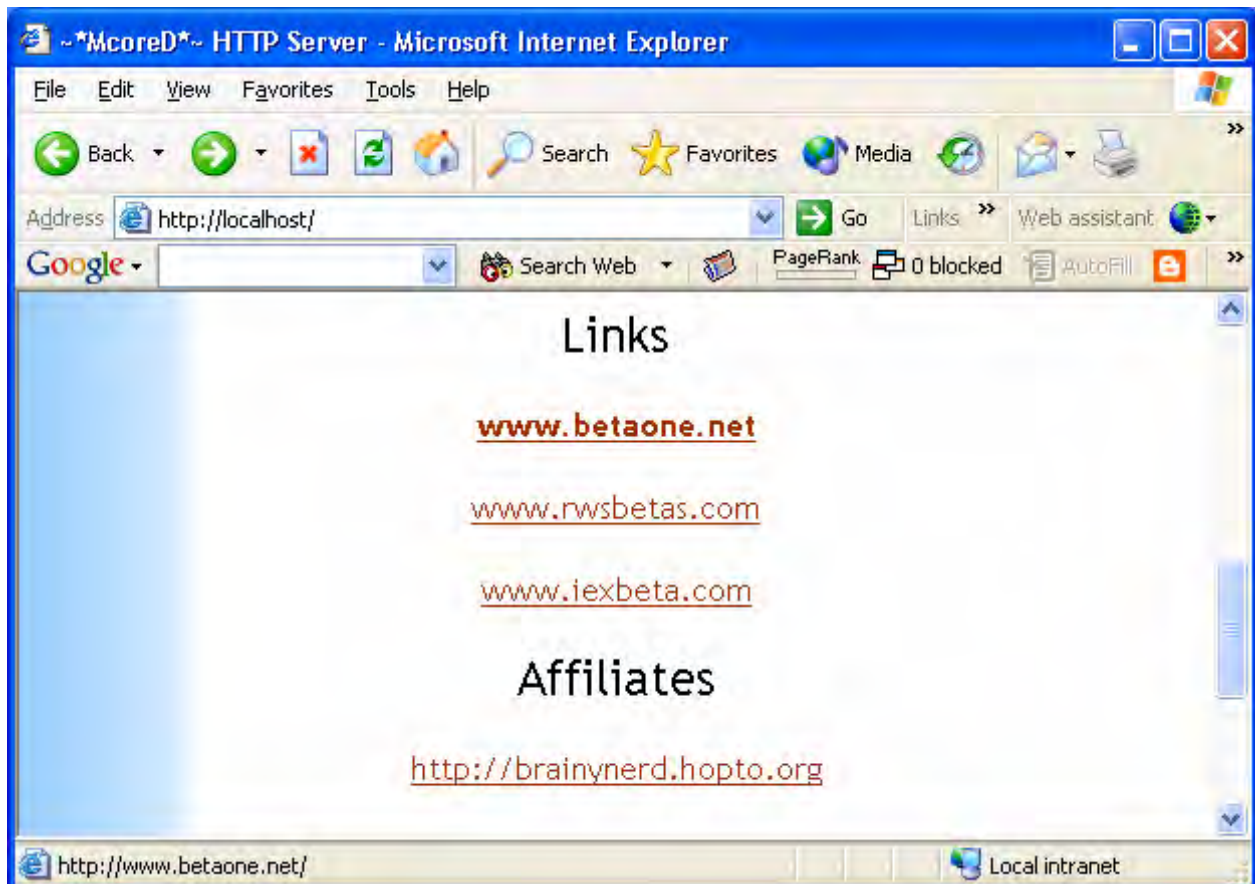 ~*McoreD*~ HTTP Server - Microsoft Internet Explorer
File Edit View Favorites Tools Help
Back Search Favorites Media »
Address http://localhost/ Go Links » Web assistant
Google Search Web PageRank 0 blocked AutoFill »
Links
www.betaone.net
www.rwsbetas.com
www.iexbeta.com
Affiliates
http://brainynerd.hopto.org
http://www.betaone.net/ Local intranet